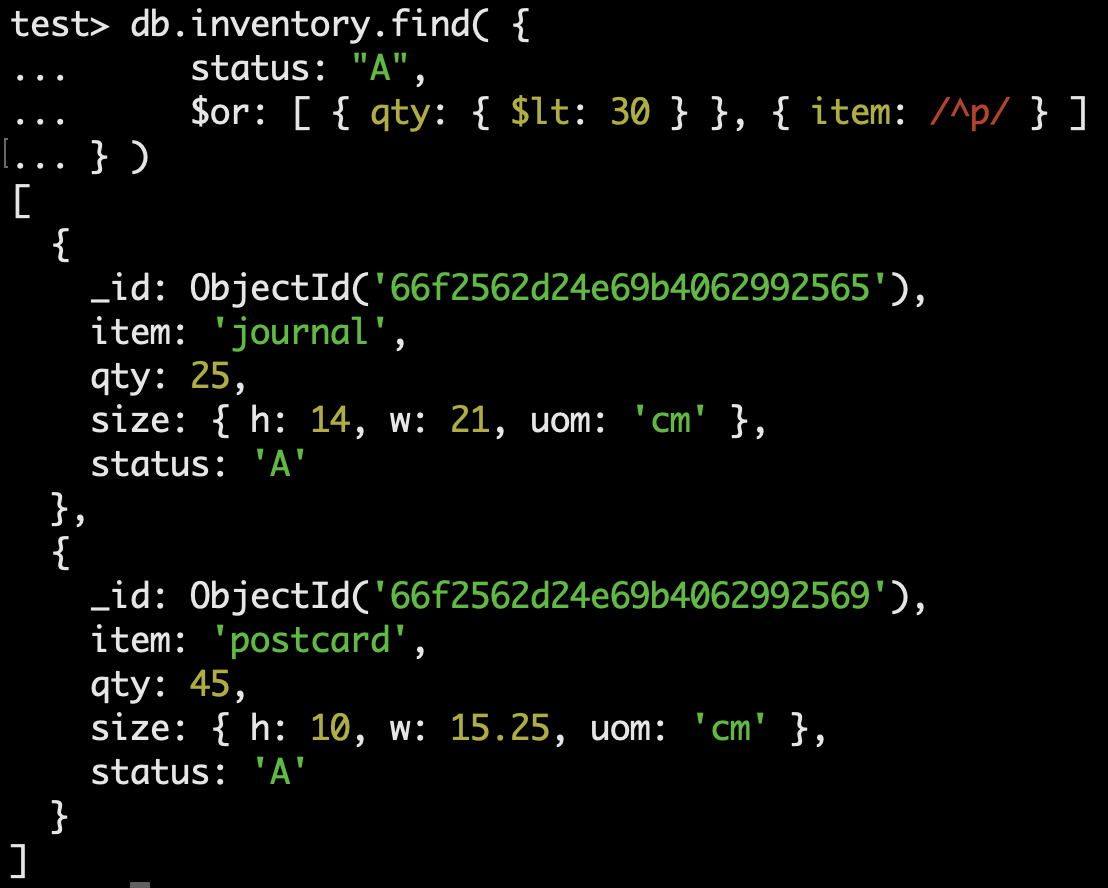 test> db.inventory.find( {
...      status: "A",
...      $or: [ { qty: { $lt: 30 } }, { item: /^p/ } ]
... } )
[
  {
    _id: ObjectId('66f2562d24e69b4062992565'),
    item: 'journal',
    qty: 25,
    size: { h: 14, w: 21, uom: 'cm' },
    status: 'A'
  },
  {
    _id: ObjectId('66f2562d24e69b4062992569'),
    item: 'postcard',
    qty: 45,
    size: { h: 10, w: 15.25, uom: 'cm' },
    status: 'A'
  }
]